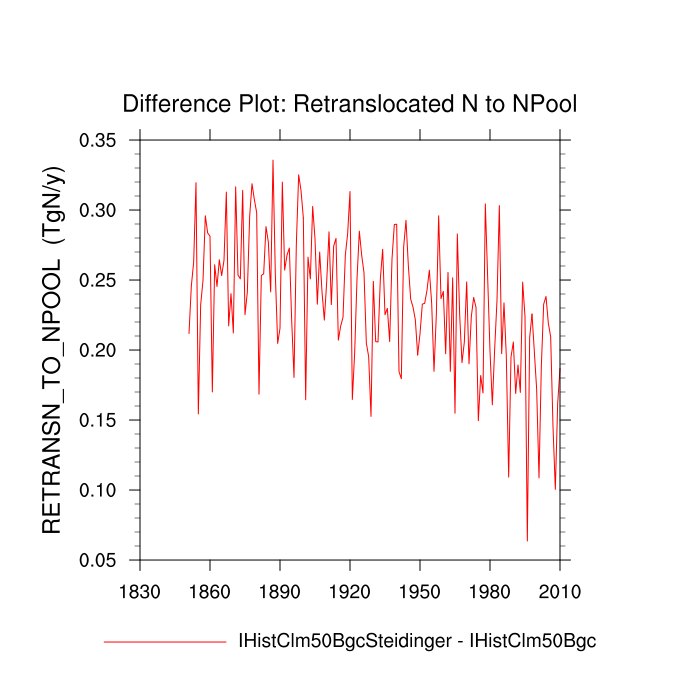 Difference Plot: Retranslocated N to NPool
RETRANSN_TO_NPOOL (TgN/y)
0.35
0.30
0.25
0.20
0.15
0.10
0.05
1830 1860 1890 1920 1950 1980 2010
IHistClm50BgcSteidinger - IHistClm50Bgc